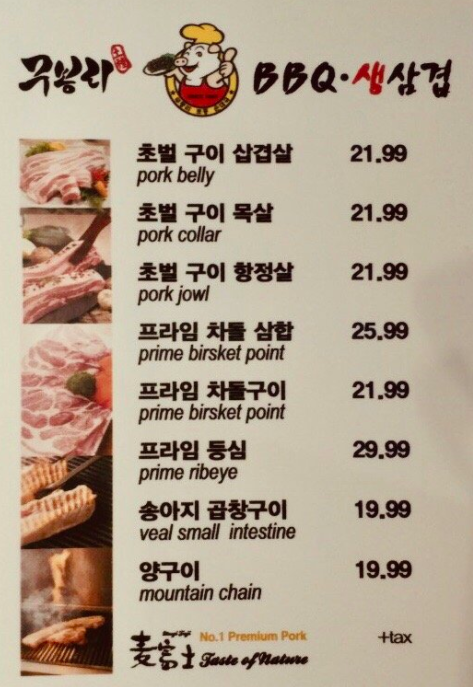 무봉리 BBQ·생삼겹
초벌 구이 삽겹살 21.99
pork belly
초벌 구이 목살 21.99
pork collar
초벌 구이 항정살 21.99
pork jowl
프라임 차돌 삼합 25.99
prime birsket point
프라임 차돌구이 21.99
prime birsket point
프라임 등심 29.99
prime ribeye
송아지 곱창구이 19.99
veal small intestine
양구이 19.99
mountain chain
麦富士 No.1 Premium Pork +tax
Taste of Nature